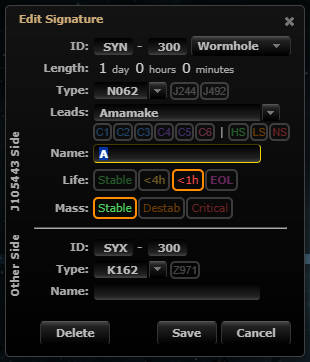 Edit Signature
ID: SYN - 300 Wormhole
Length: 1 day 0 hours 0 minutes
Type: N062 J244 J492
Leads: Amamake
C1 C2 C3 C4 C5 C6 | HS LS NS
Name: A
Life: Stable <4h <1h EOL
Mass: Stable Destab Critical
J105443 Side
ID: SYX - 300
Type: K162 Z971
Name:
Other Side
Delete Save Cancel